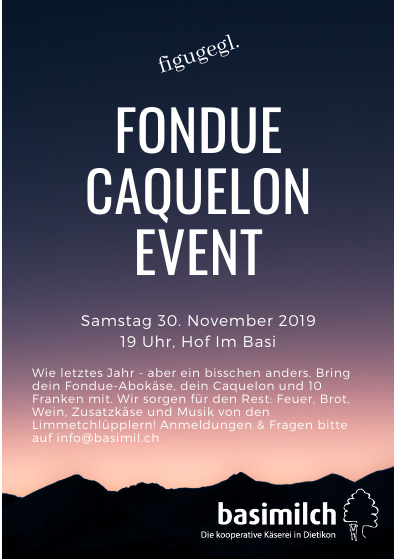 figugegl.
FONDUE
CAQUELON
EVENT
Samstag 30. November 2019
19 Uhr, Hof Im Basi
Wie letztes Jahr - aber ein bisschen anders. Bring
dein Fondue-Abokäse, dein Caquelon und 10
Franken mit. Wir sorgen für den Rest: Feuer, Brot,
Wein, Zusatzkäse und Musik von den
Limmetchlüpplern! Anmeldungen & Fragen bitte
auf info@basimil.ch
basimilch
Die kooperative Käserei in Dietikon